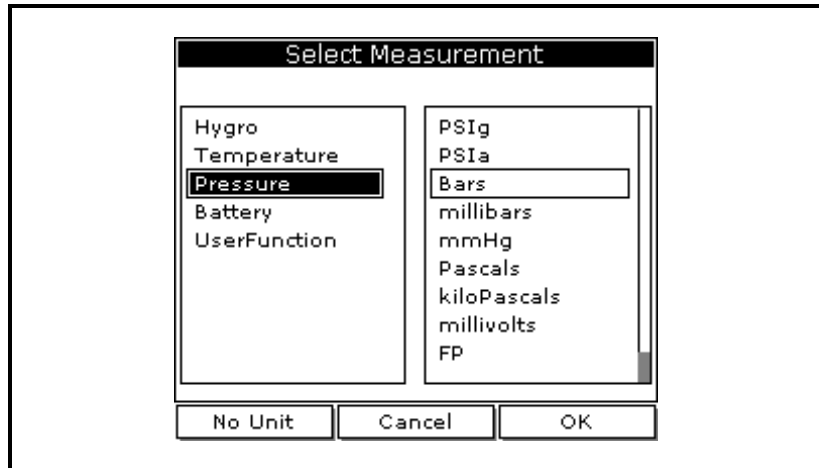 Select Measurement
Hygro
Temperature
Pressure
Battery
UserFunction
PSIg
PSIa
Bars
millibars
mmHg
Pascals
kiloPascals
millivolts
FP
No Unit
Cancel
OK